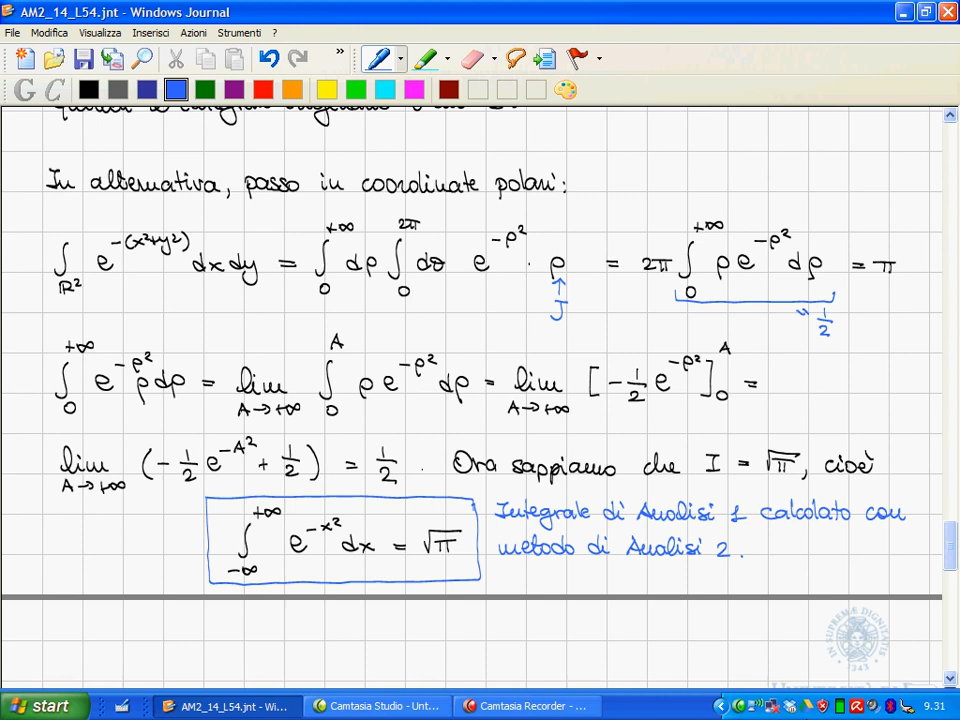 AM2_14_L54.jnt - Windows Journal
File Modifica Visualizza Inserisci Azioni Strumenti ?
In alternativa, passo in coordinate polari:
∫_{ℝ²} e^{-(x²+y²)} dx dy = ∫_0^{+∞} dρ ∫_0^{2π} dθ e^{-ρ²} · ρ = 2π ∫_0^{+∞} ρ e^{-ρ²} dρ = π
↑ J
" 1/2
∫_0^{+∞} e^{-ρ²} ρ dρ = lim_{A→+∞} ∫_0^A ρ e^{-ρ²} dρ = lim_{A→+∞} [-1/2 e^{-ρ²}]_0^A =
lim_{A→+∞} (-1/2 e^{-A²} + 1/2) = 1/2. Ora sappiamo che I = √π, cioè
∫_{-∞}^{+∞} e^{-x²} dx = √π
Integrale di Analisi 1 calcolato con
metodo di Analisi 2.
IN SUPREMÆ DIGNITATIS
1343
start AM2_14_L54.jnt - Wi... Camtasia Studio - Unt... Camtasia Recorder - ... 9.31